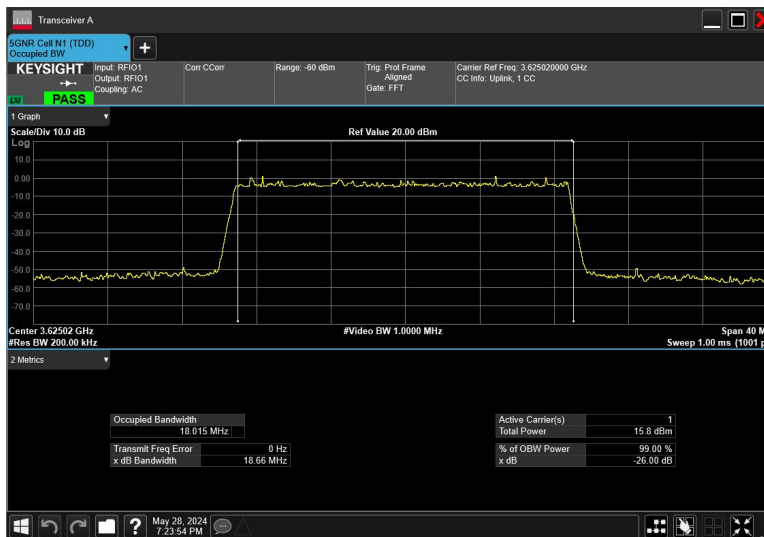 Transceiver A
5GNR Cell N1 (TDD)
Occupied BW
+
KEYSIGHT
LXI
PASS
Input: RFIO1
Output: RFIO1
Coupling: AC
Corr CCorr
Range: -60 dBm
Trig: Prot Frame
Aligned
Gate: FFT
Carrier Ref Freq: 3.625020000 GHz
CC Info: Uplink, 1 CC
1 Graph
Scale/Div 10.0 dB
Ref Value 20.00 dBm
Log
10.0
0.00
-10.0
-20.0
-30.0
-40.0
-50.0
-60.0
-70.0
Center 3.62502 GHz
#Video BW 1.0000 MHz
Span 40 M
#Res BW 200.00 kHz
Sweep 1.00 ms (1001 p
2 Metrics
Occupied Bandwidth
18.015 MHz
Transmit Freq Error 0 Hz
x dB Bandwidth 18.66 MHz
Active Carrier(s) 1
Total Power 15.8 dBm
% of OBW Power 99.00 %
x dB -26.00 dB
?
May 28, 2024
7:23:54 PM